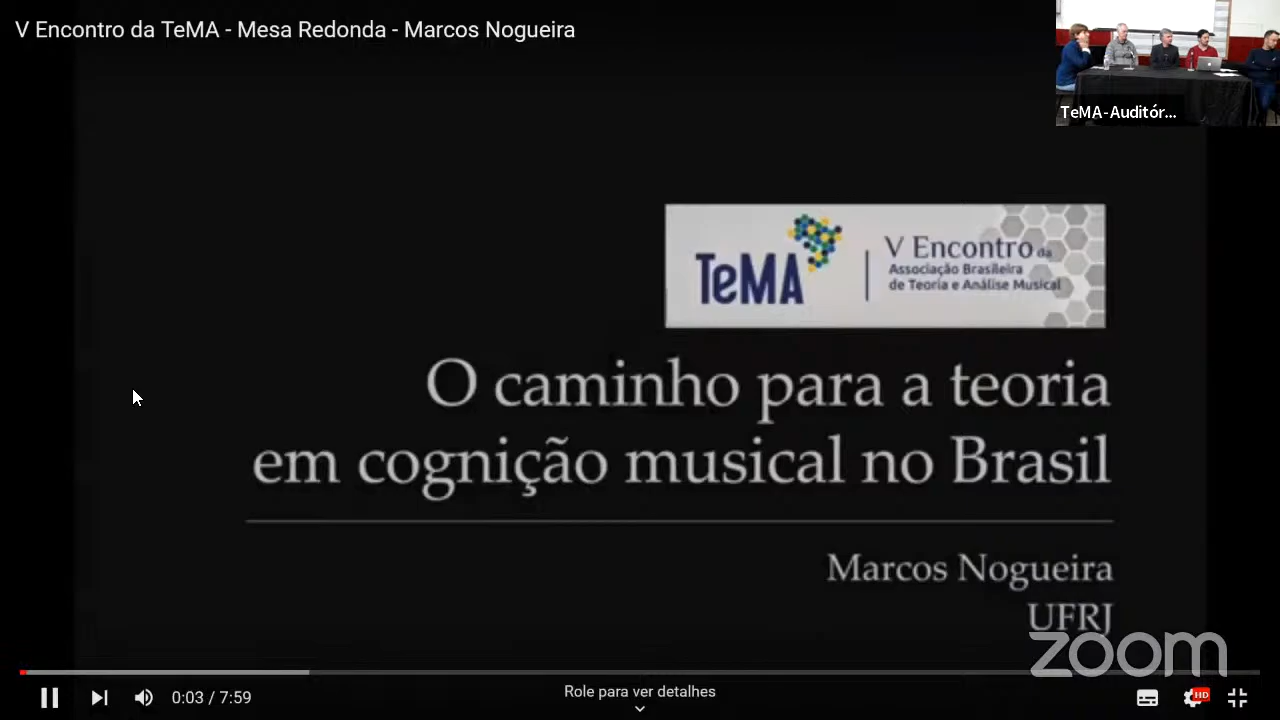 V Encontro da TeMA - Mesa Redonda - Marcos Nogueira
TeMA-Auditór...
TeMA
V Encontro da
Associação Brasileira
de Teoria e Análise Musical
O caminho para a teoria
em cognição musical no Brasil
Marcos Nogueira
UFRJ
zoom
0:03 / 7:59
Role para ver detalhes
HD